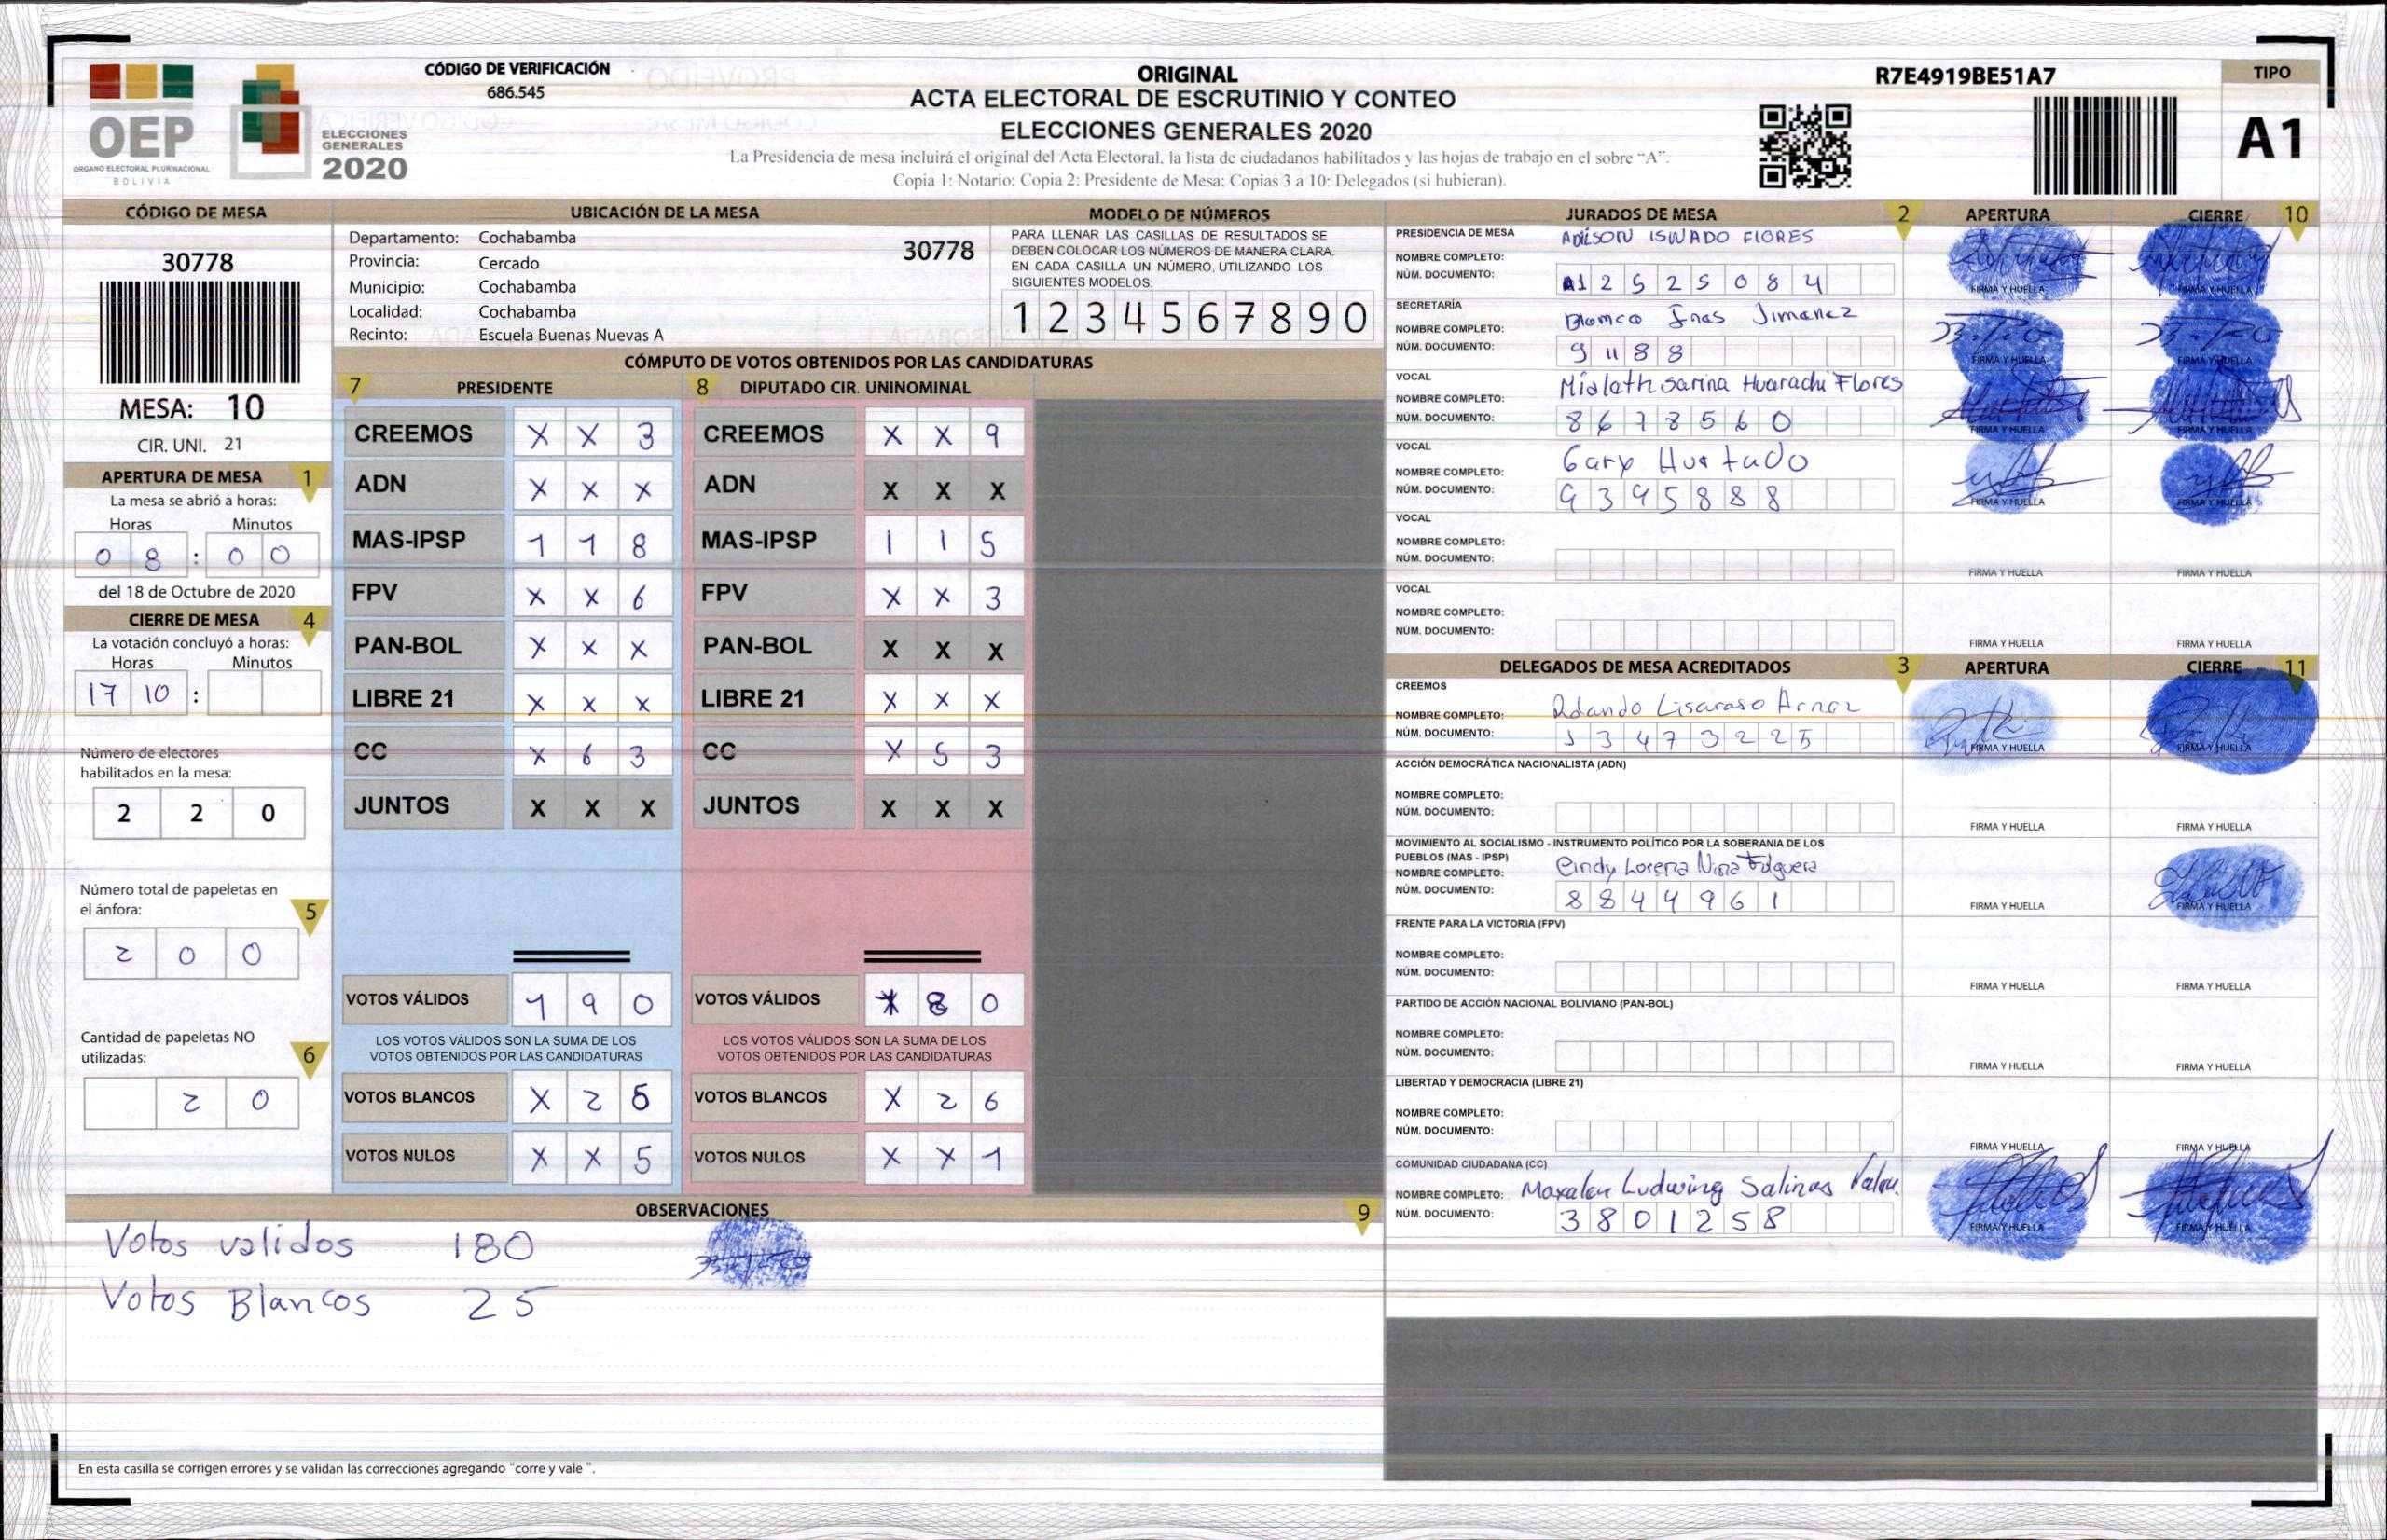 CÓDIGO DE VERIFICACIÓN
686.545
OEP
ORGANO ELECTORAL PLURINACIONAL
BOLIVIA
ELECCIONES
GENERALES
2020
ORIGINAL
ACTA ELECTORAL DE ESCRUTINIO Y CONTEO
ELECCIONES GENERALES 2020
La Presidencia de mesa incluirá el original del Acta Electoral, la lista de ciudadanos habilitados y las hojas de trabajo en el sobre “A”.
Copia 1: Notario: Copia 2: Presidente de Mesa: Copias 3 a 10: Delegados (si hubieran).
R7E4919BE51A7
TIPO
A1
CÓDIGO DE MESA
30778
MESA: 10
CIR. UNI. 21
APERTURA DE MESA 1
La mesa se abrió a horas:
Horas Minutos
0 8 : 0 0
del 18 de Octubre de 2020
CIERRE DE MESA 4
La votación concluyó a horas:
Horas Minutos
17 10 :
Número de electores
habilitados en la mesa:
2 2 0
Número total de papeletas en
el ánfora: 5
2 0 0
Cantidad de papeletas NO
utilizadas: 6
2 0
UBICACIÓN DE LA MESA
Departamento: Cochabamba 30778
Provincia: Cercado
Municipio: Cochabamba
Localidad: Cochabamba
Recinto: Escuela Buenas Nuevas A
MODELO DE NÚMEROS
PARA LLENAR LAS CASILLAS DE RESULTADOS SE
DEBEN COLOCAR LOS NÚMEROS DE MANERA CLARA.
EN CADA CASILLA UN NÚMERO, UTILIZANDO LOS
SIGUIENTES MODELOS:
1 2 3 4 5 6 7 8 9 0
CÓMPUTO DE VOTOS OBTENIDOS POR LAS CANDIDATURAS
7 PRESIDENTE 8 DIPUTADO CIR. UNINOMINAL
CREEMOS X X 3 CREEMOS X X 9
ADN X X X ADN X X X
MAS-IPSP 1 1 8 MAS-IPSP 1 1 5
FPV X X 6 FPV X X 3
PAN-BOL X X X PAN-BOL X X X
LIBRE 21 X X X LIBRE 21 X X X
CC X 6 3 CC X 5 3
JUNTOS X X X JUNTOS X X X
VOTOS VÁLIDOS 1 9 0 VOTOS VÁLIDOS 8 0
LOS VOTOS VÁLIDOS SON LA SUMA DE LOS LOS VOTOS VÁLIDOS SON LA SUMA DE LOS
VOTOS OBTENIDOS POR LAS CANDIDATURAS VOTOS OBTENIDOS POR LAS CANDIDATURAS
VOTOS BLANCOS X 2 VOTOS BLANCOS X 2 6
VOTOS NULOS X X 5 VOTOS NULOS X X 1
OBSERVACIONES 9
Votos validos 180
Votos Blancos 25
En esta casilla se corrigen errores y se validan las correcciones agregando "corre y vale ".
JURADOS DE MESA 2 APERTURA CIERRE 10
PRESIDENCIA DE MESA
NOMBRE COMPLETO: FLORES
NÚM. DOCUMENTO: 1 2 5 2 5 0 8 4
FIRMA Y HUELLA FIRMA Y HUELLA
SECRETARÍA
NOMBRE COMPLETO: Jimenez
NÚM. DOCUMENTO: 9 11 8 8
FIRMA Y HUELLA FIRMA Y HUELLA
VOCAL
NOMBRE COMPLETO: Sarina Huarachi Flores
NÚM. DOCUMENTO: 8 6 7 8 5 6 0
FIRMA Y HUELLA FIRMA Y HUELLA
VOCAL
NOMBRE COMPLETO: Gary Hurtado
NÚM. DOCUMENTO: 9 3 9 5 8 8 8
FIRMA Y HUELLA FIRMA Y HUELLA
VOCAL
NOMBRE COMPLETO:
NÚM. DOCUMENTO:
FIRMA Y HUELLA FIRMA Y HUELLA
VOCAL
NOMBRE COMPLETO:
NÚM. DOCUMENTO:
FIRMA Y HUELLA FIRMA Y HUELLA
DELEGADOS DE MESA ACREDITADOS 3 APERTURA CIERRE 11
CREEMOS
NOMBRE COMPLETO: Rolando
NÚM. DOCUMENTO: 1 3 4 7 3 2 2 5
FIRMA Y HUELLA FIRMA Y HUELLA
ACCIÓN DEMOCRÁTICA NACIONALISTA (ADN)
NOMBRE COMPLETO:
NÚM. DOCUMENTO:
FIRMA Y HUELLA FIRMA Y HUELLA
MOVIMIENTO AL SOCIALISMO - INSTRUMENTO POLÍTICO POR LA SOBERANIA DE LOS
PUEBLOS (MAS - IPSP)
NOMBRE COMPLETO: Cindy Lorena Nina
NÚM. DOCUMENTO: 8 8 4 4 9 6 1
FIRMA Y HUELLA FIRMA Y HUELLA
FRENTE PARA LA VICTORIA (FPV)
NOMBRE COMPLETO:
NÚM. DOCUMENTO:
FIRMA Y HUELLA FIRMA Y HUELLA
PARTIDO DE ACCIÓN NACIONAL BOLIVIANO (PAN-BOL)
NOMBRE COMPLETO:
NÚM. DOCUMENTO:
FIRMA Y HUELLA FIRMA Y HUELLA
LIBERTAD Y DEMOCRACIA (LIBRE 21)
NOMBRE COMPLETO:
NÚM. DOCUMENTO:
FIRMA Y HUELLA FIRMA Y HUELLA
COMUNIDAD CIUDADANA (CC)
NOMBRE COMPLETO: Ludwing Salinas
NÚM. DOCUMENTO: 3 8 0 1 2 5 8
FIRMA Y HUELLA FIRMA Y HUELLA